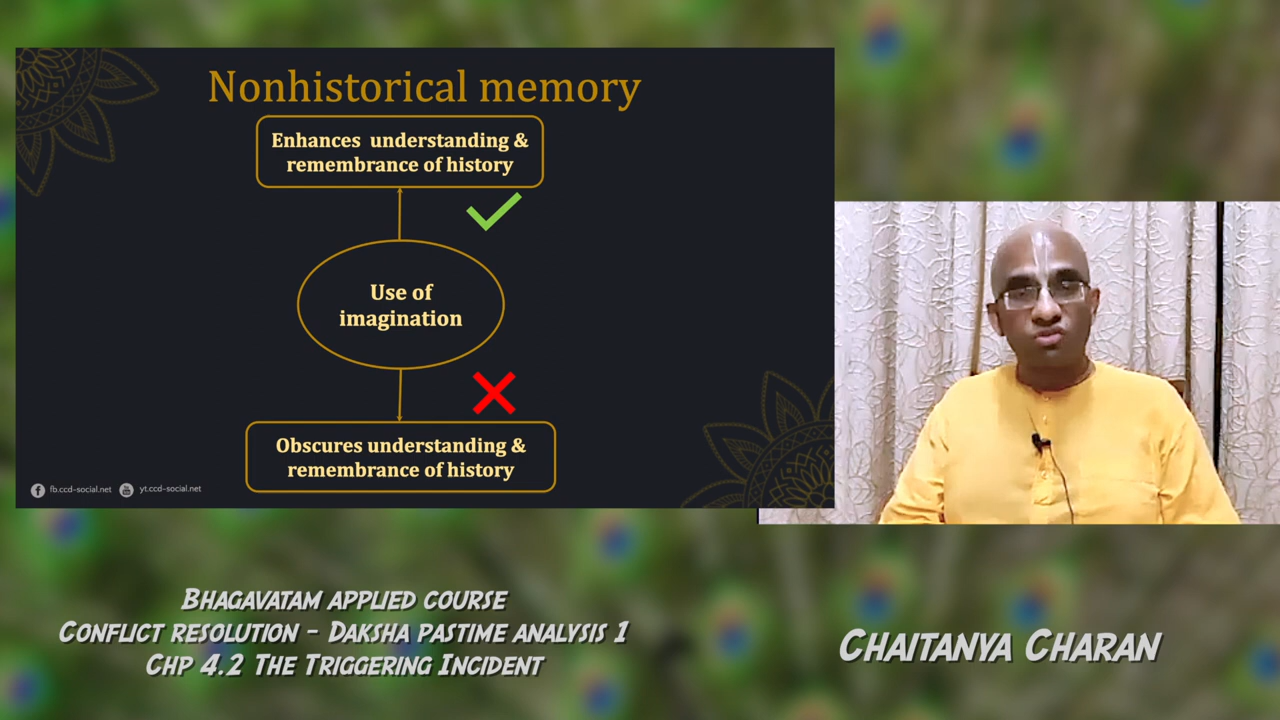 Nonhistorical memory
Enhances understanding &
remembrance of history
Use of
imagination
Obscures understanding &
remembrance of history
fb.ccd-social.net yt.ccd-social.net
Bhagavatam applied course
Conflict resolution - Daksha pastime analysis 1
Chp 4.2 The Triggering Incident
Chaitanya Charan